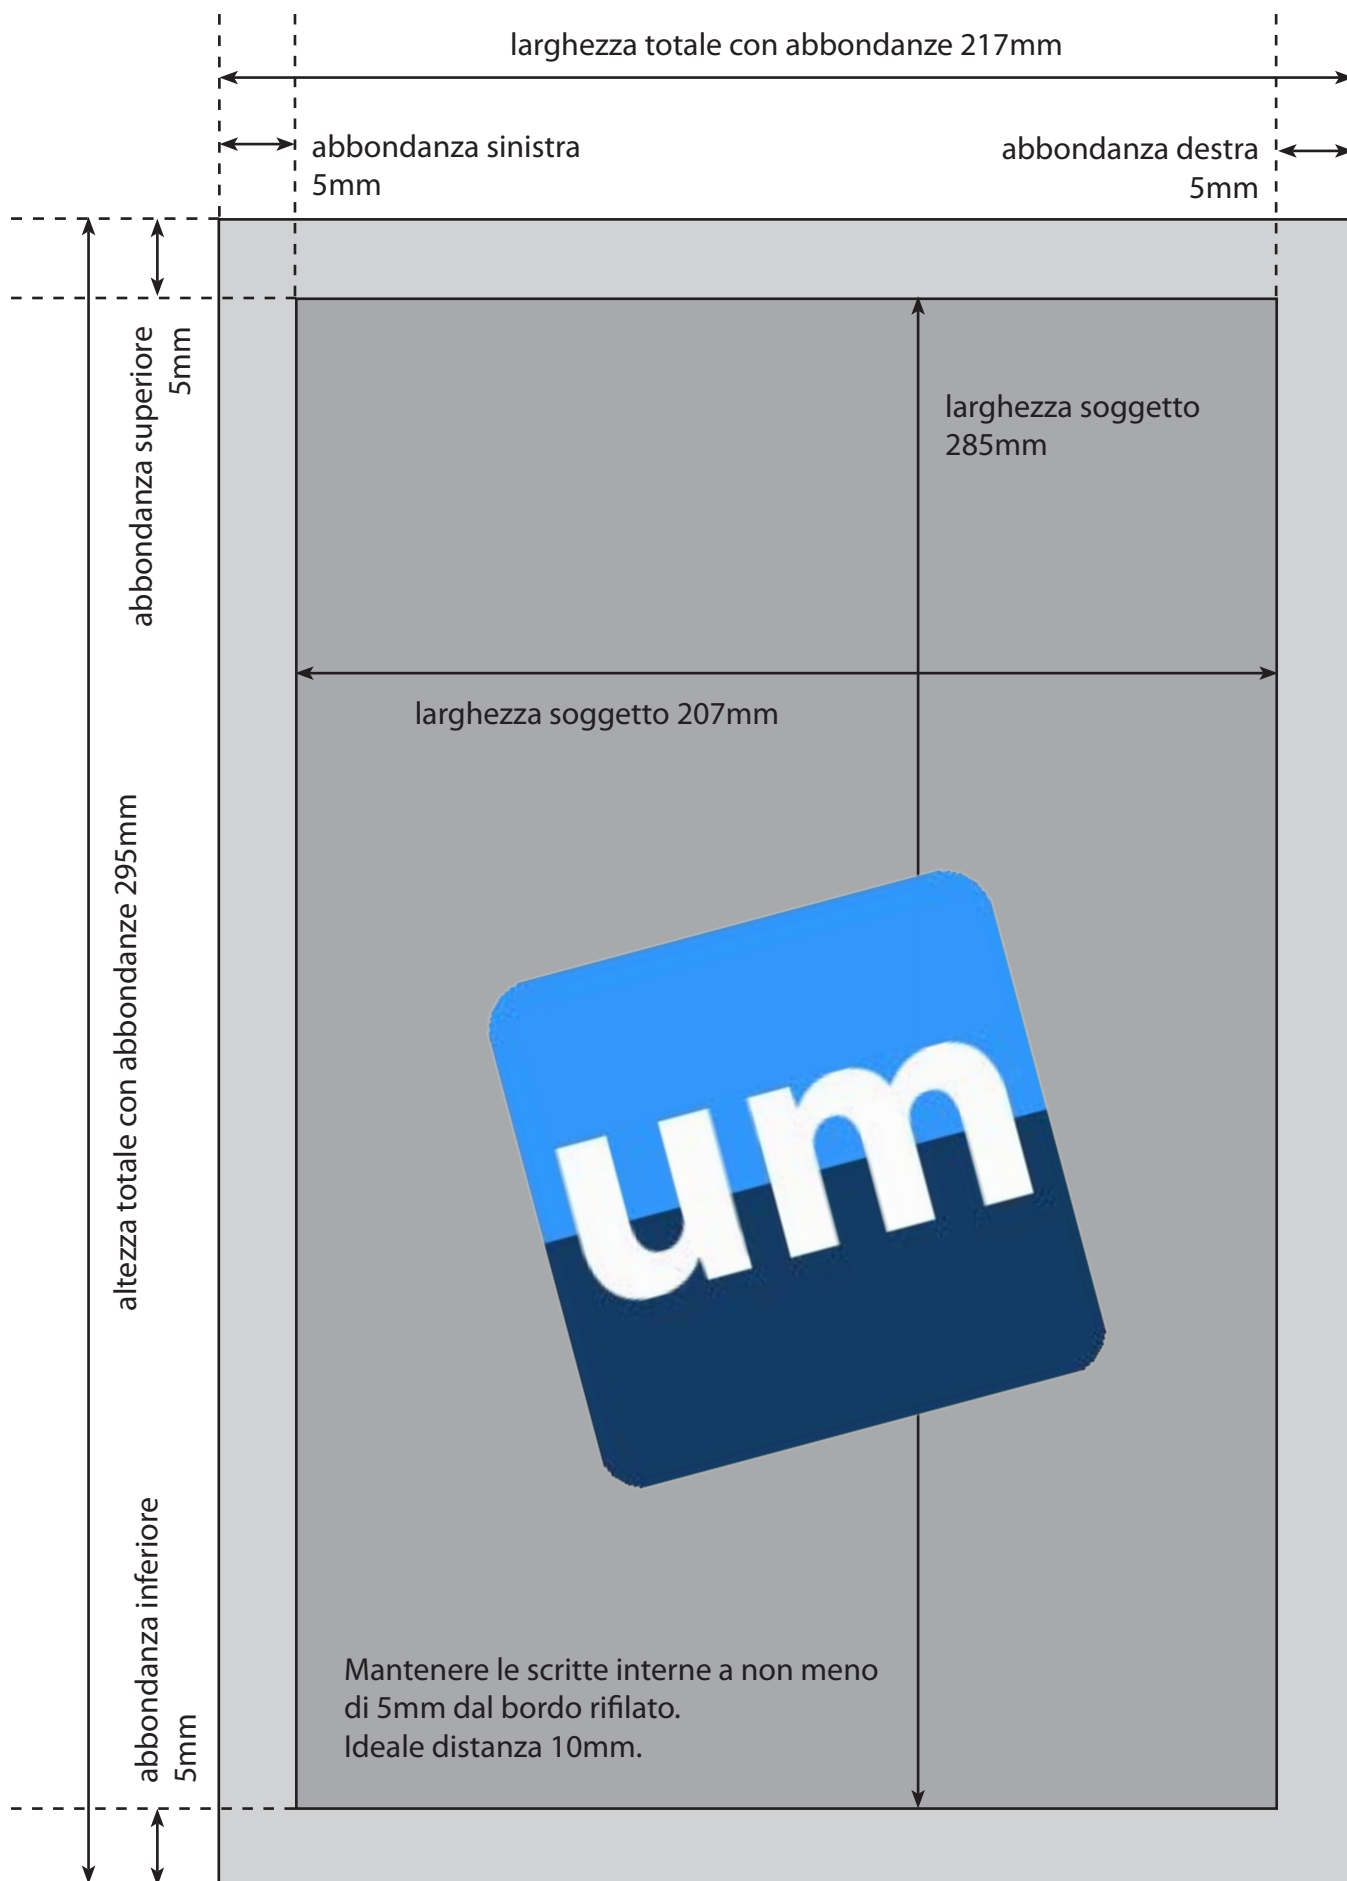 larghezza totale con abbondanze 217mm
abbondanza sinistra
5mm
abbondanza destra
5mm
abbondanza superiore
5mm
larghezza soggetto
285mm
larghezza soggetto 207mm
altezza totale con abbondanze 295mm
um
abbondanza inferiore
5mm
Mantenere le scritte interne a non meno
di 5mm dal bordo rifilato.
Ideale distanza 10mm.